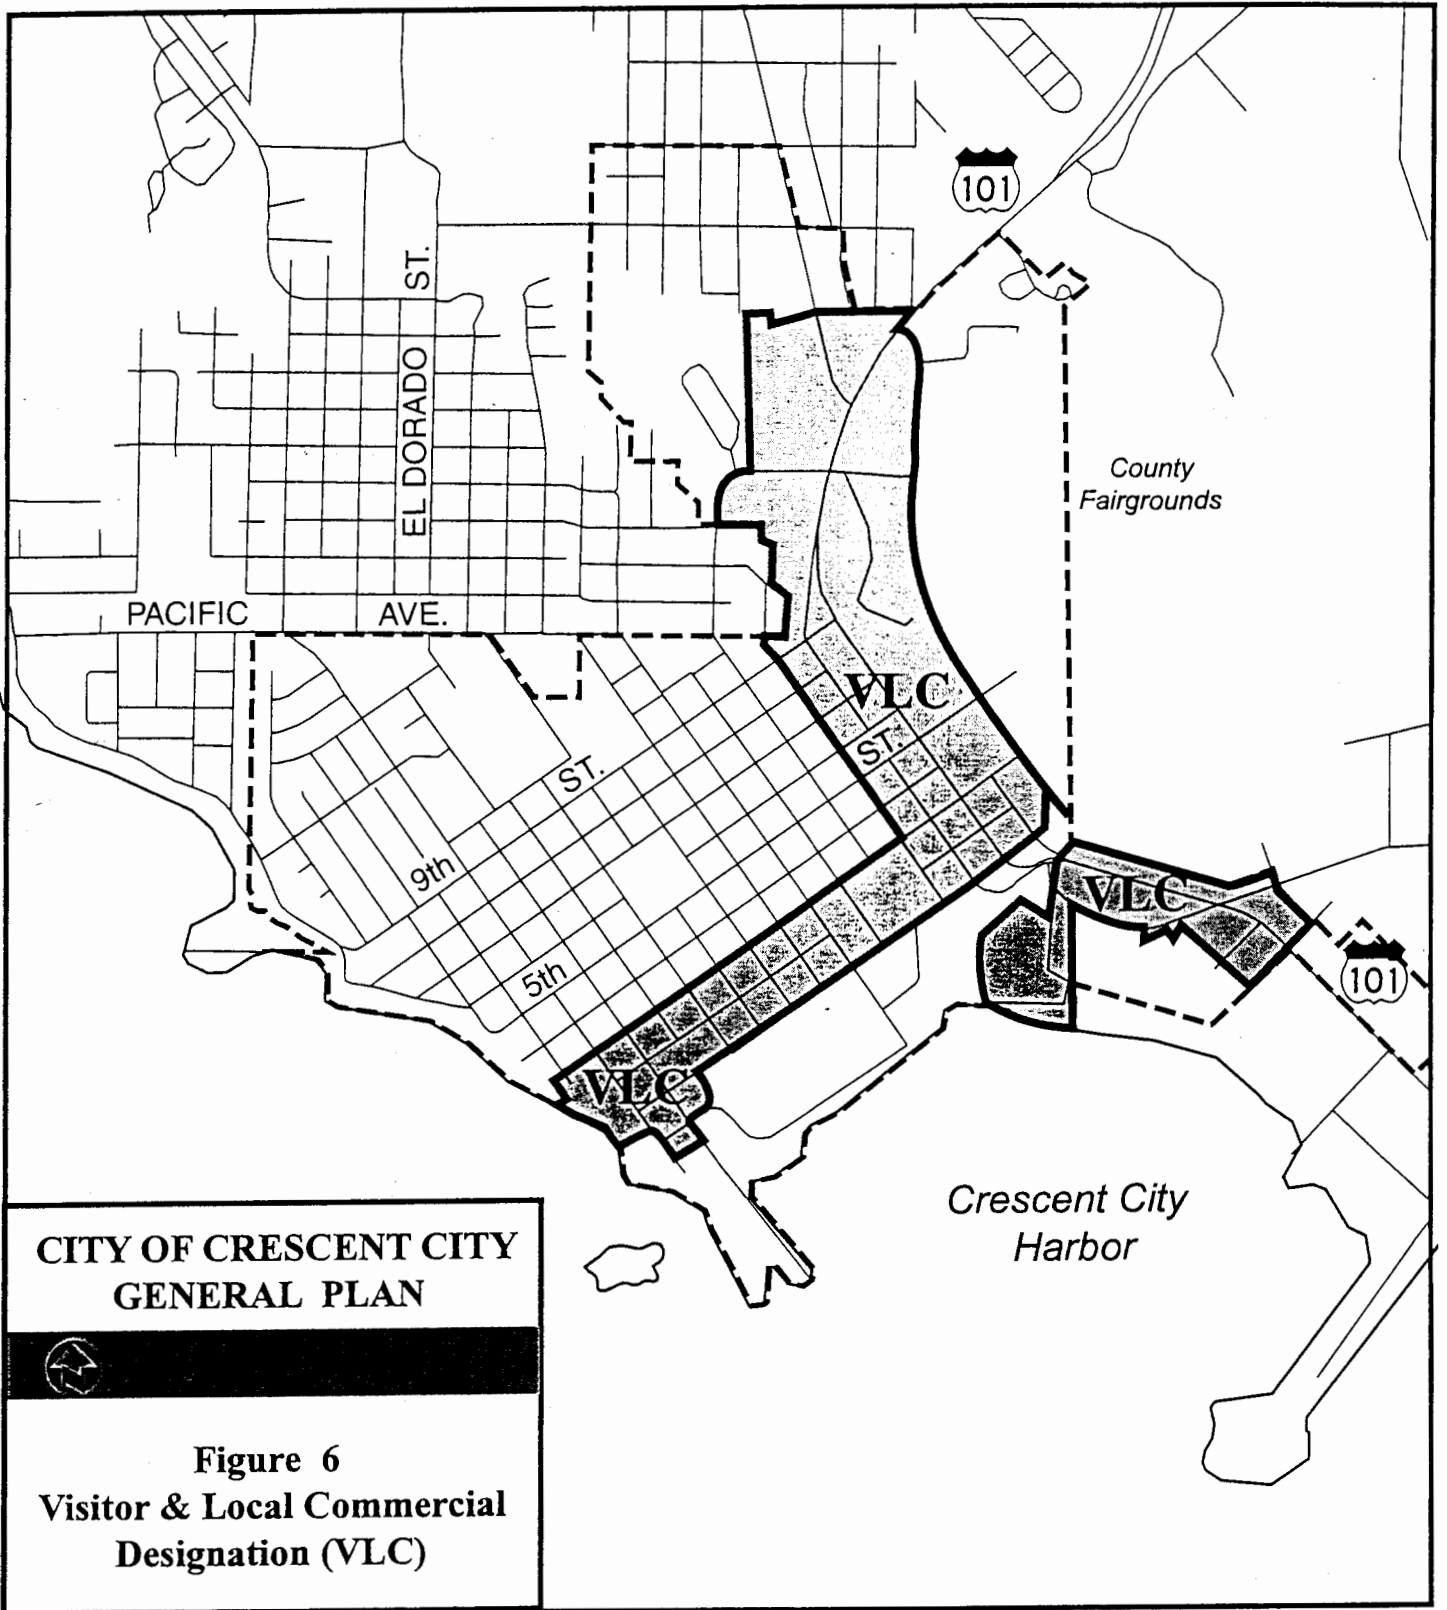 101
EL DORADO ST.
County
Fairgrounds
PACIFIC AVE.
VLC
ST.
ST.
9th
VLC
5th
101
VLC
Crescent City
Harbor
CITY OF CRESCENT CITY
GENERAL PLAN
Figure 6
Visitor & Local Commercial
Designation (VLC)